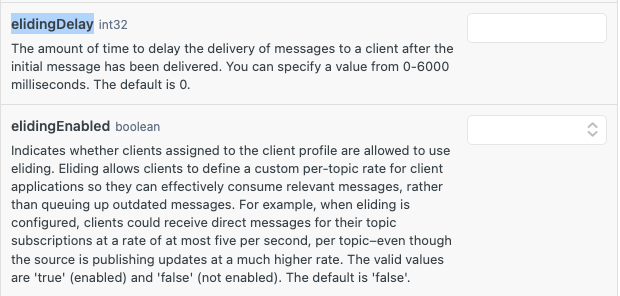 elidingDelay int32
The amount of time to delay the delivery of messages to a client after the
initial message has been delivered. You can specify a value from 0-6000
milliseconds. The default is 0.
elidingEnabled boolean
Indicates whether clients assigned to the client profile are allowed to use
eliding. Eliding allows clients to define a custom per-topic rate for client
applications so they can effectively consume relevant messages, rather
than queuing up outdated messages. For example, when eliding is
configured, clients could receive direct messages for their topic
subscriptions at a rate of at most five per second, per topic–even though
the source is publishing updates at a much higher rate. The valid values
are 'true' (enabled) and 'false' (not enabled). The default is 'false'.